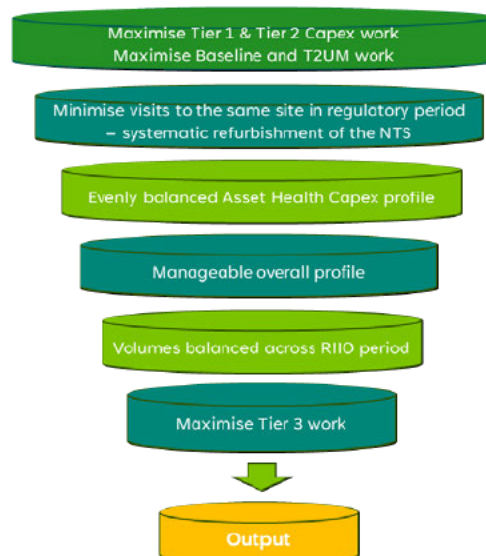 Maximise Tier 1 & Tier 2 Capex work
Maximise Baseline and T2UM work
Minimise visits to the same site in regulatory period
– systematic refurbishment of the NTS
Evenly balanced Asset Health Capex profile
Manageable overall profile
Volumes balanced across RIIO period
Maximise Tier 3 work
Output